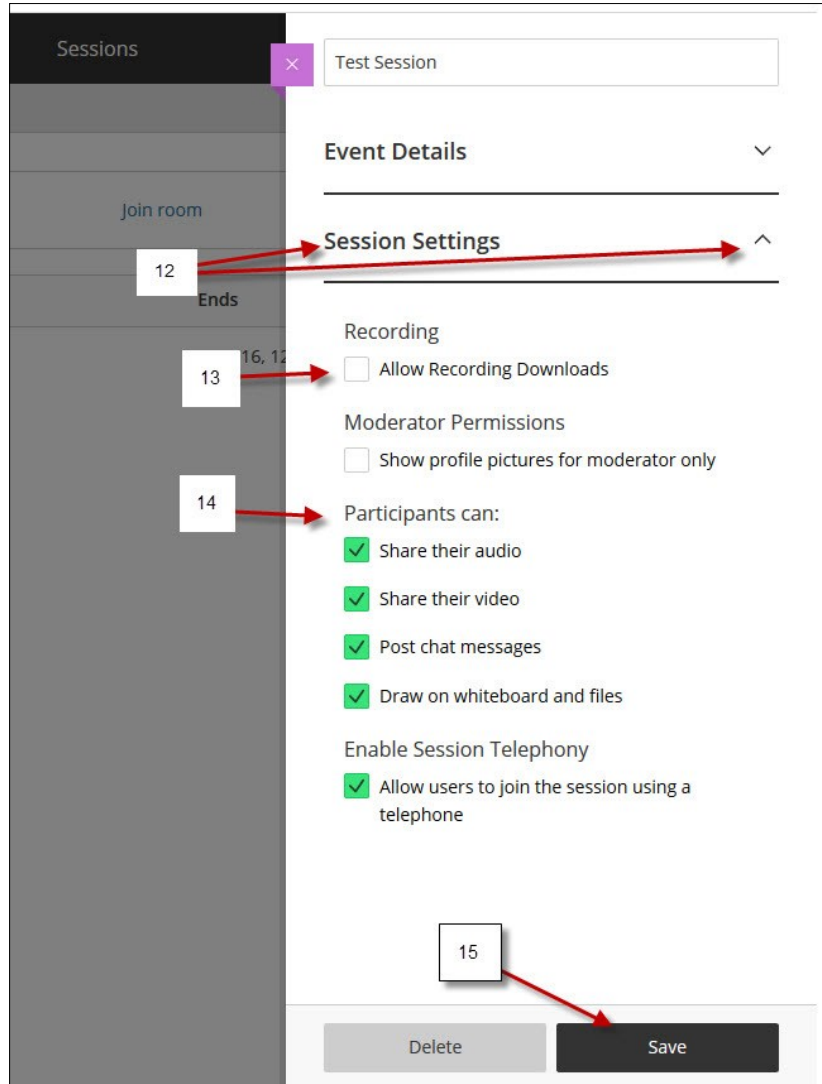 Sessions
Test Session
Event Details
Join room
Session Settings
12
Ends
Recording
16, 12
13
Allow Recording Downloads
Moderator Permissions
Show profile pictures for moderator only
14
Participants can:
Share their audio
Share their video
Post chat messages
Draw on whiteboard and files
Enable Session Telephony
Allow users to join the session using a
telephone
15
Delete
Save